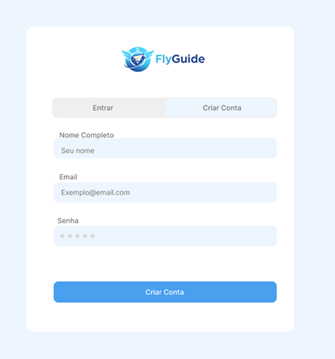 FlyGuide
Entrar Criar Conta
Nome Completo
Seu nome
Email
Exemplo@email.com
Senha
*****
Criar Conta